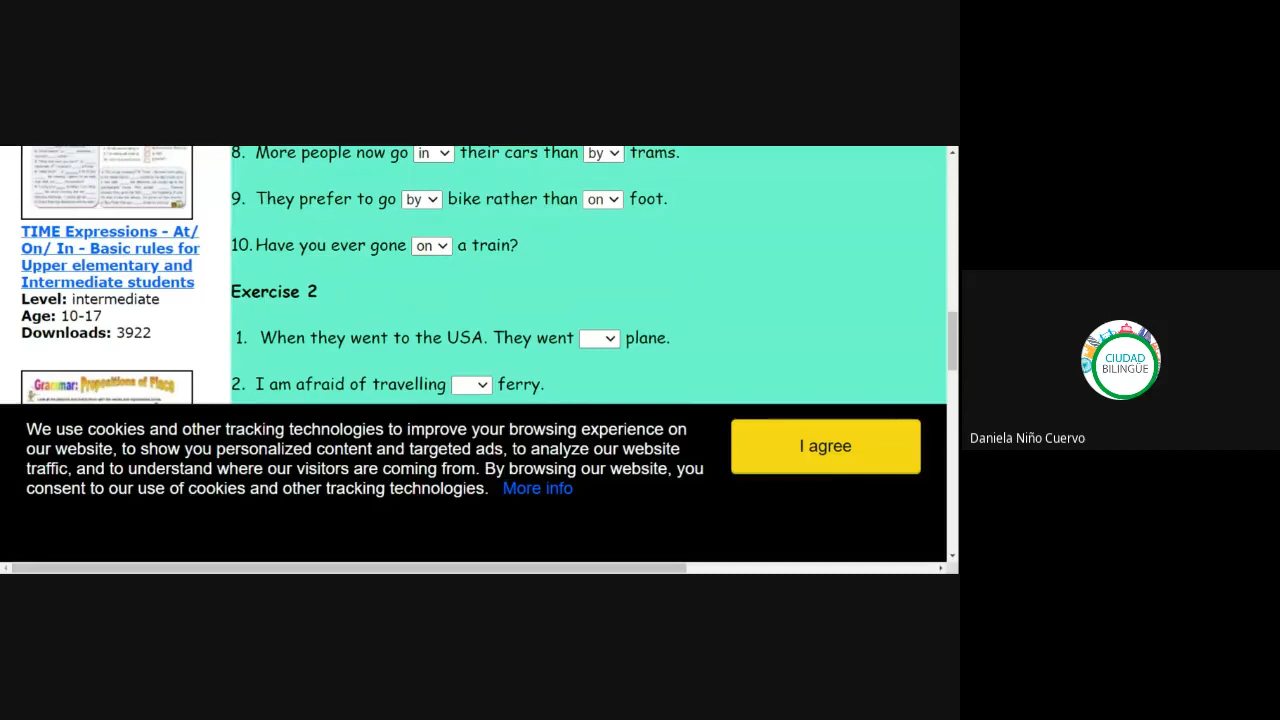 8. More people now go in their cars than by trams.
9. They prefer to go by bike rather than on foot.
10. Have you ever gone on a train?
Exercise 2
1. When they went to the USA. They went plane.
2. I am afraid of travelling ferry.
TIME Expressions - At/
On/ In - Basic rules for
Upper elementary and
Intermediate students
Level: intermediate
Age: 10-17
Downloads: 3922
Grammar: Prepositions of Place
We use cookies and other tracking technologies to improve your browsing experience on
our website, to show you personalized content and targeted ads, to analyze our website
traffic, and to understand where our visitors are coming from. By browsing our website, you
consent to our use of cookies and other tracking technologies. More info
I agree
CIUDAD
BILINGÜE
Daniela Niño Cuervo